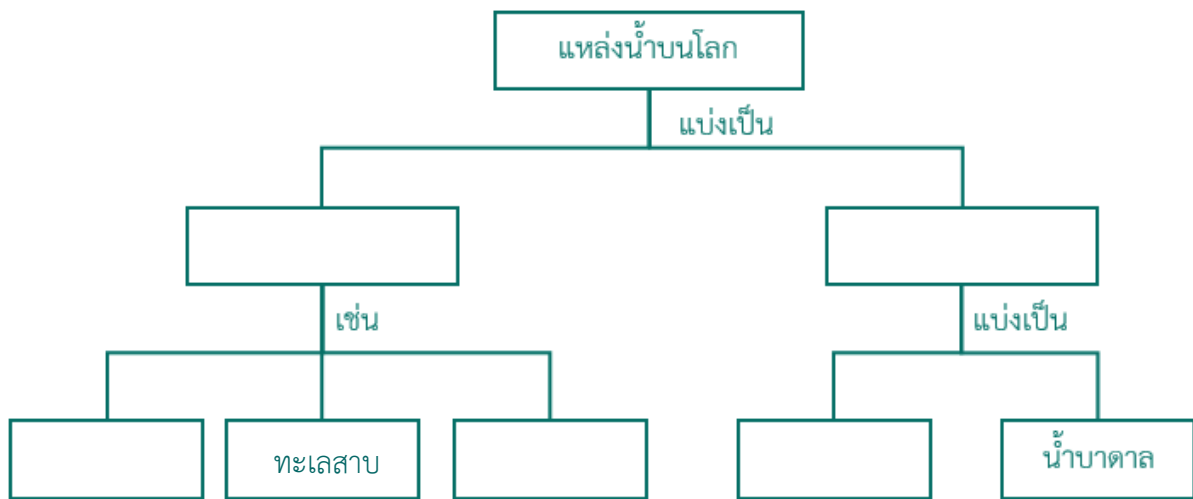 แหล่งน้ำบนโลก
แบ่งเป็น
เช่น
แบ่งเป็น
ทะเลสาบ
น้ำบาดาล